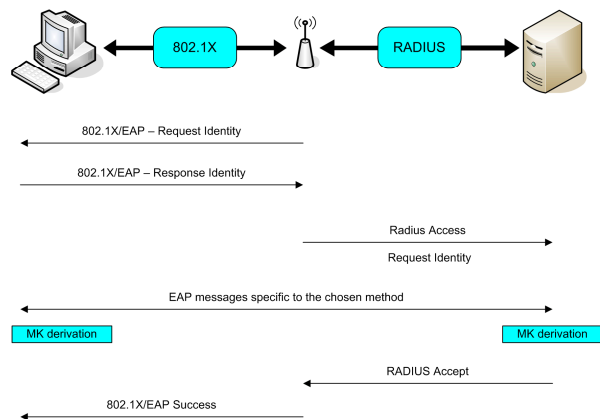 802.1X
RADIUS
802.1X/EAP – Request Identity
802.1X/EAP – Response Identity
Radius Access
Request Identity
EAP messages specific to the chosen method
MK derivation
MK derivation
RADIUS Accept
802.1X/EAP Success